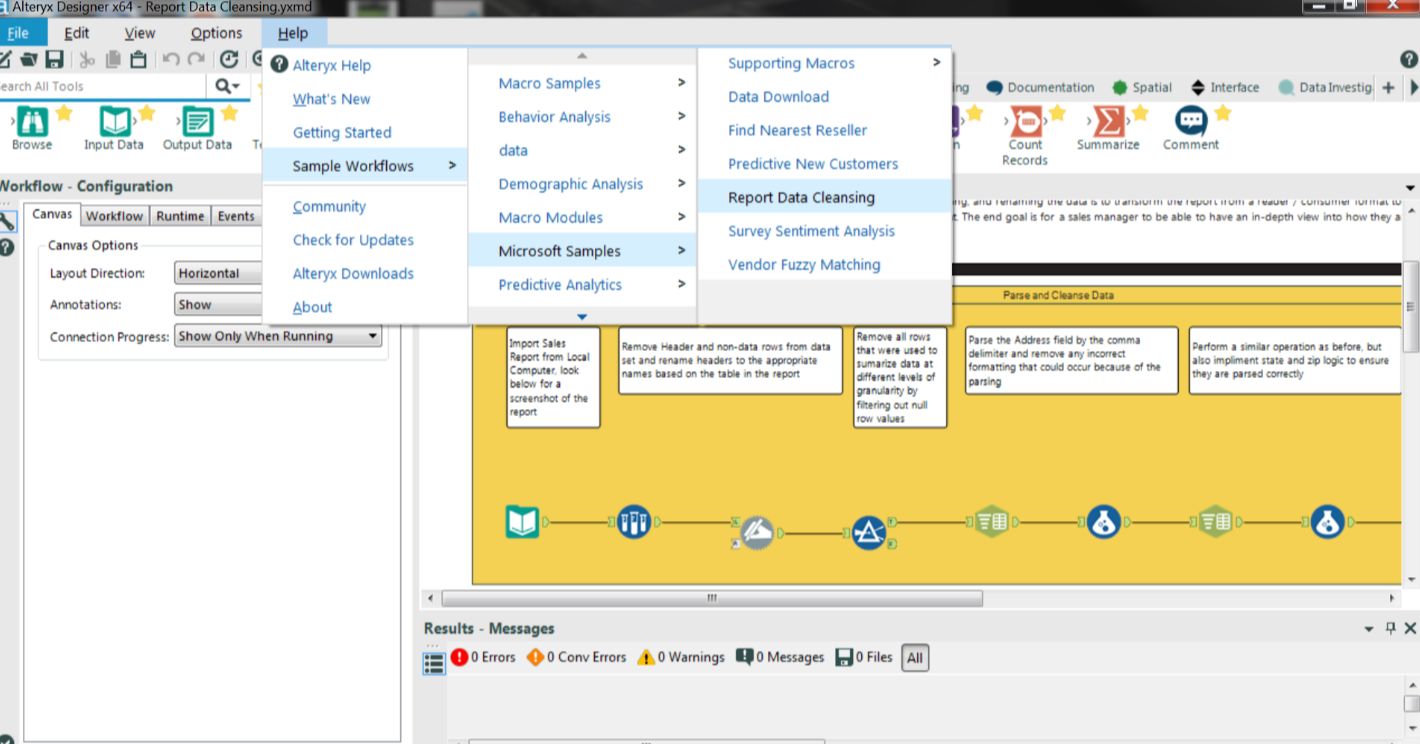 Alteryx Designer x64 - Report Data Cleansing.yxmd
File Edit View Options Help
Search All Tools
ing Documentation Spatial Interface Data Investig
Browse Input Data Output Data Te n Count Records Summarize Comment
Alteryx Help
What's New
Getting Started
Sample Workflows >
Community
Check for Updates
Alteryx Downloads
About
Macro Samples >
Behavior Analysis >
data >
Demographic Analysis >
Macro Modules >
Microsoft Samples >
Predictive Analytics >
Supporting Macros >
Data Download
Find Nearest Reseller
Predictive New Customers
Report Data Cleansing
Survey Sentiment Analysis
Vendor Fuzzy Matching
Workflow - Configuration
Canvas Workflow Runtime Events
Canvas Options
Layout Direction: Horizontal
Annotations: Show
Connection Progress: Show Only When Running
ing, and renaming the data is to transform the report from a reader / consumer format to
t. The end goal is for a sales manager to be able to have an in-depth view into how they a
Parse and Cleanse Data
Import Sales
Report from Local
Computer, look
below for a
screenshot of the
report
Remove Header and non-data rows from data
set and rename headers to the appropriate
names based on the table in the report
Remove all rows
that were used to
sumarize data at
different levels of
granularity by
filtering out null
row values
Parse the Address field by the comma
delimiter and remove any incorrect
formatting that could occur because of the
parsing
Perform a similar operation as before, but
also impliment state and zip logic to ensure
they are parsed correctly
Results - Messages
0 Errors 0 Conv Errors 0 Warnings 0 Messages 0 Files All